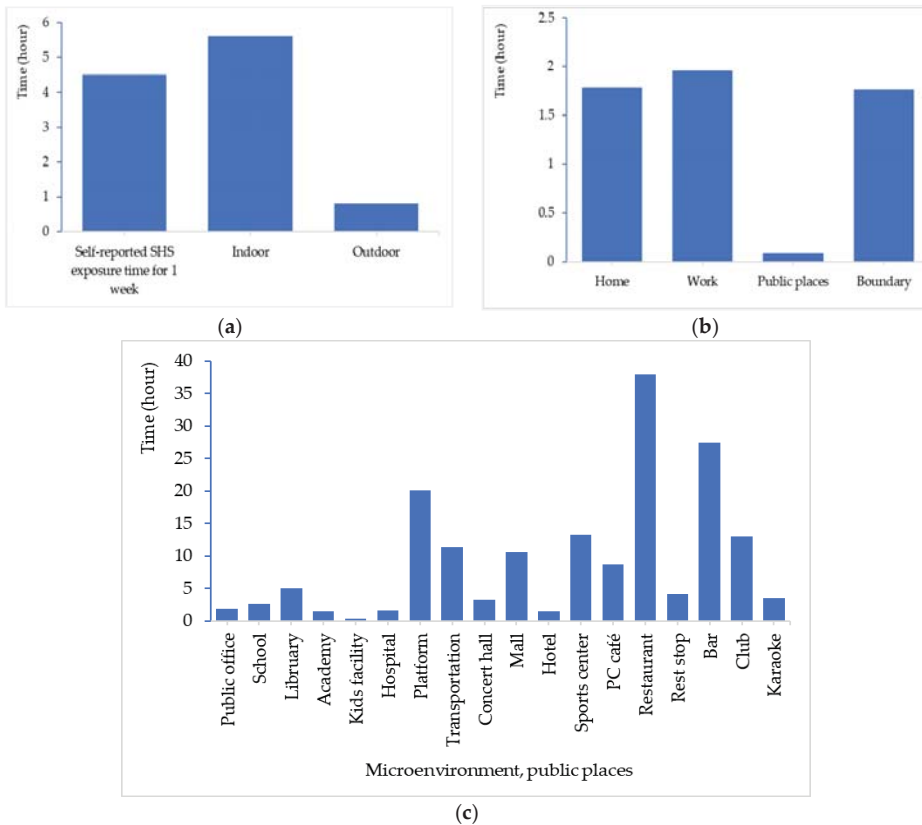 Time (hour)
6
5
4
3
2
1
0
Self-reported SHS
exposure time for 1
week
Indoor
Outdoor
(a)
Time (hour)
2.5
2
1.5
1
0.5
0
Home
Work
Public places
Boundary
(b)
Time (hour)
40
35
30
25
20
15
10
5
0
Public office
School
Libruary
Academy
Kids facility
Hospital
Platform
Transportation
Concert hall
Mall
Hotel
Sports center
PC café
Restaurant
Rest stop
Bar
Club
Karaoke
Microenvironment, public places
(c)